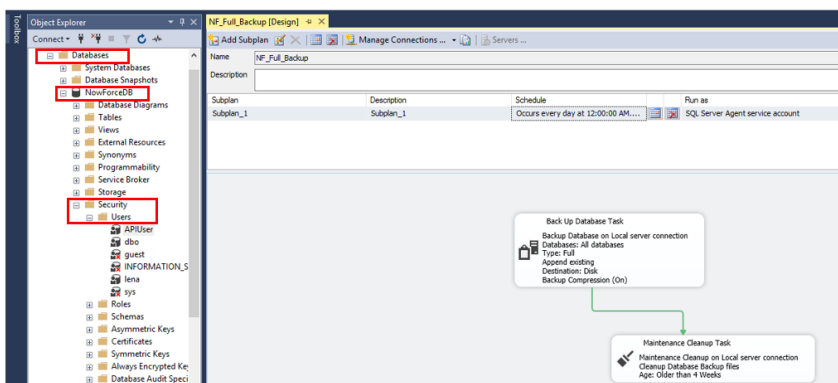 Toolbox
Object Explorer
Connect
Databases
System Databases
Database Snapshots
NowForceDB
Database Diagrams
Tables
Views
External Resources
Synonyms
Programmability
Service Broker
Storage
Security
Users
APIUser
dbo
guest
INFORMATION_S
lena
sys
Roles
Schemas
Asymmetric Keys
Certificates
Symmetric Keys
Always Encrypted Key
Database Audit Speci
NF_Full_Backup [Design]
Add Subplan
Manage Connections ...
Servers ...
Name NF_Full_Backup
Description
Subplan Description Schedule Run as
Subplan_1 Subplan_1 Occurs every day at 12:00:00 AM.... SQL Server Agent service account
Back Up Database Task
Backup Database on Local server connection
Databases: All databases
Type: Full
Append existing
Destination: Disk
Backup Compression (On)
Maintenance Cleanup Task
Maintenance Cleanup on Local server connection
Cleanup Database Backup files
Age: Older than 4 Weeks